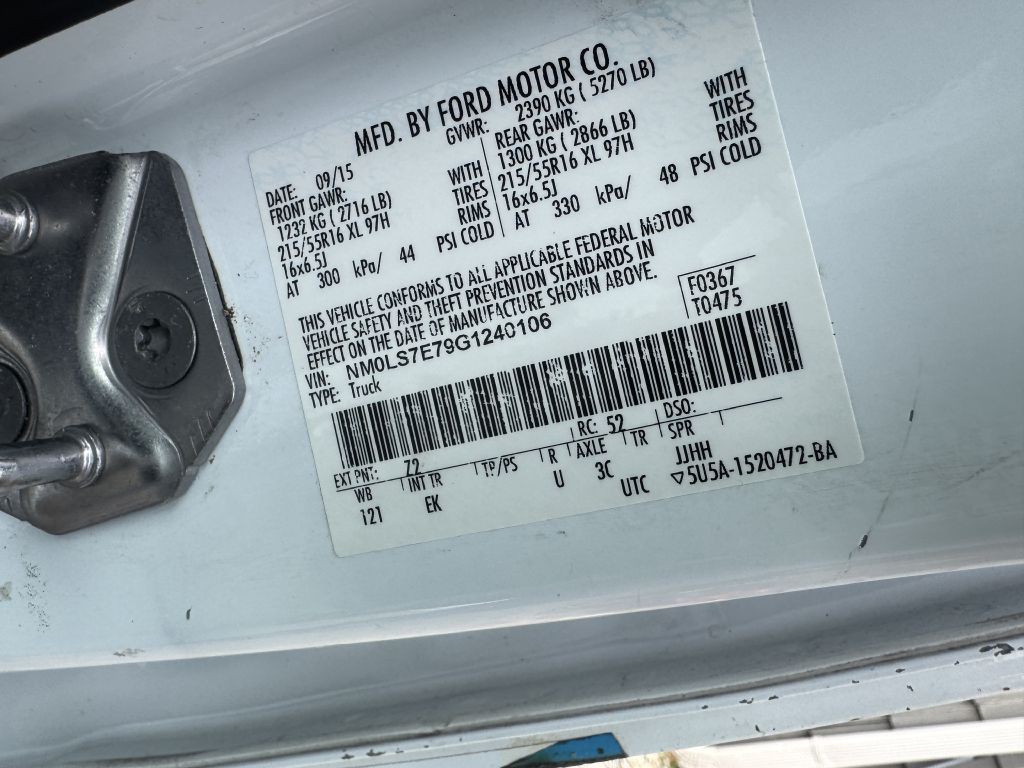 MFD. BY FORD MOTOR CO.
DATE: 09/15
GVWR: 2390 KG ( 5270 LB)
FRONT GAWR:
1232 KG ( 2716 LB) WITH
215/55R16 XL 97H TIRES
16x6.5J RIMS
AT 300 kPa/ 44 PSI COLD
REAR GAWR:
1300 KG ( 2866 LB) WITH
215/55R16 XL 97H TIRES
16x6.5J RIMS
AT 330 kPa/ 48 PSI COLD
THIS VEHICLE CONFORMS TO ALL APPLICABLE FEDERAL MOTOR
VEHICLE SAFETY AND THEFT PREVENTION STANDARDS IN
EFFECT ON THE DATE OF MANUFACTURE SHOWN ABOVE.
VIN: NM0LS7E79G1240106
TYPE: Truck
F0367
T0475
EXT PNT: 72 RC: 52 DSO:
WB INT TR TP/PS R AXLE TR SPR
121 EK U 3C JJHH
UTC ▽5U5A-1520472-BA